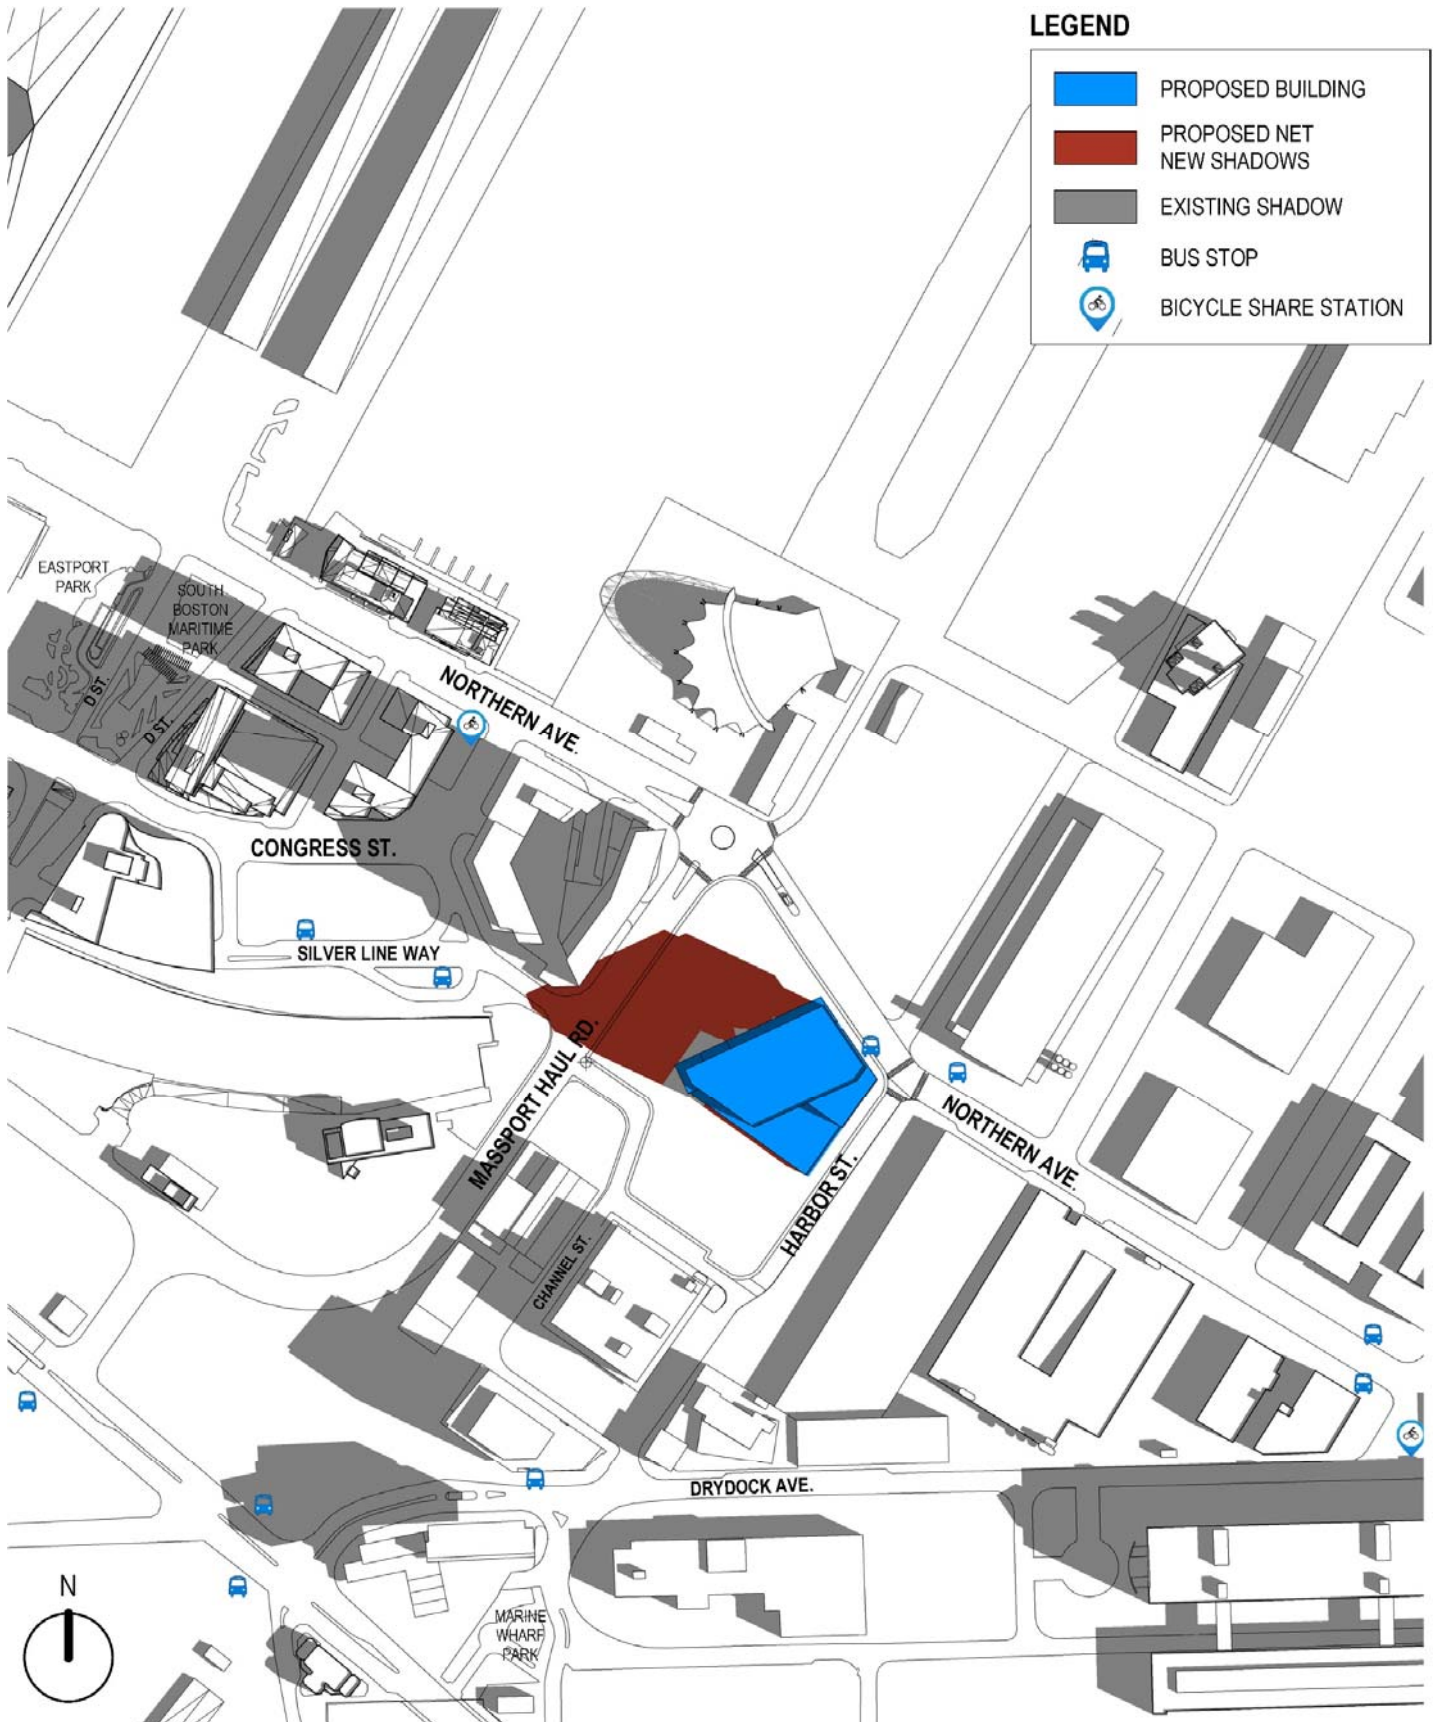 LEGEND
PROPOSED BUILDING
PROPOSED NET
NEW SHADOWS
EXISTING SHADOW
BUS STOP
BICYCLE SHARE STATION
EASTPORT
PARK
SOUTH
BOSTON
MARITIME
PARK
D ST.
D ST.
NORTHERN AVE.
CONGRESS ST.
SILVER LINE WAY
MASSPORT HAUL RD.
NORTHERN AVE.
HARBOR ST.
CHANNEL ST.
DRYDOCK AVE.
N
MARINE
WHARF
PARK